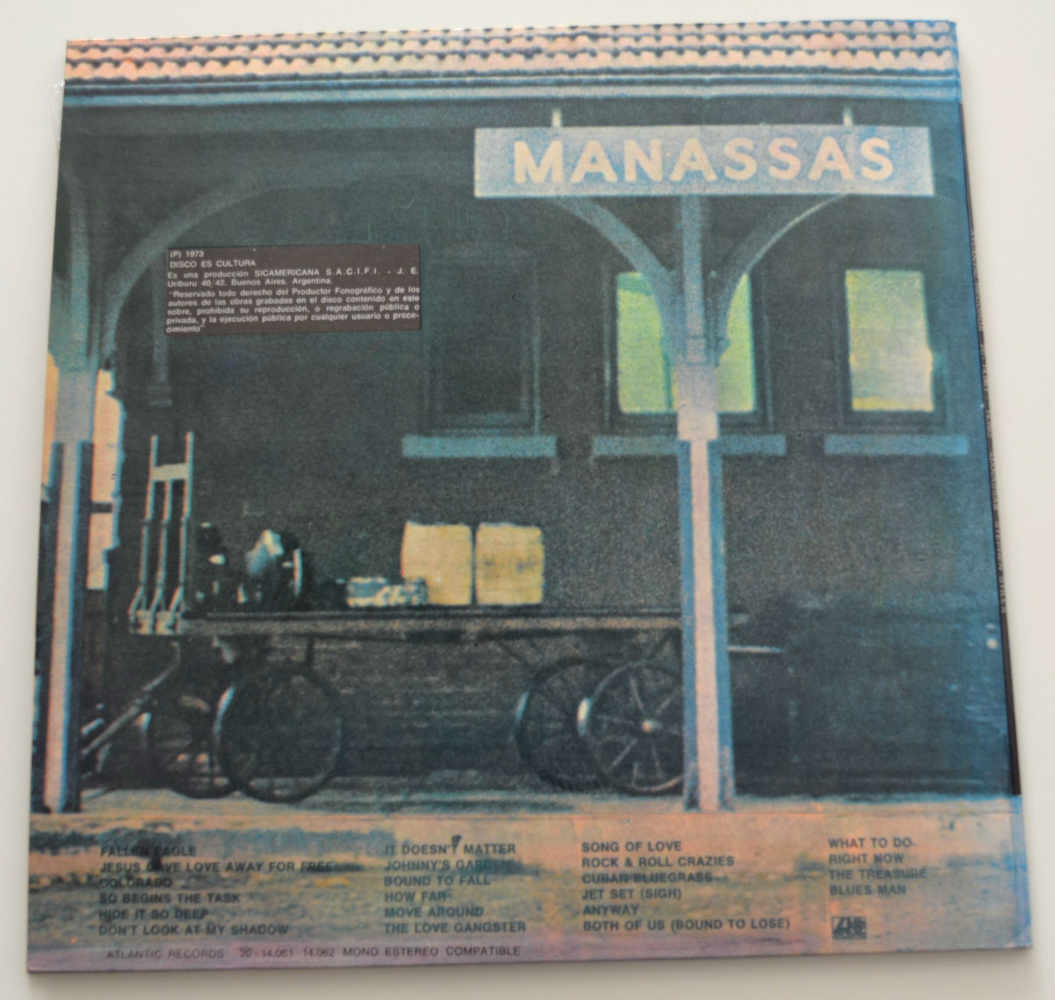 MANASSAS
(P) 1973
DISCO ES CULTURA
Es una producción SICAMERICANA S.A.C.I.F.I. - J. E.
Uriburu 40/42. Buenos Aires. Argentina.
"Reservado todo derecho del Productor Fonográfico y de los
autores de las obras grabadas en el disco contenido en este
sobre, prohibida su reproducción, o regrabación pública o
privada, y la ejecución pública por cualquier usuario o proce-
dimiento"
FALLEN EAGLE
JESUS GAVE LOVE AWAY FOR FREE
COLORADO
SO BEGINS THE TASK
HIDE IT SO DEEP
DON'T LOOK AT MY SHADOW
IT DOESN'T MATTER
JOHNNY'S GARDEN
BOUND TO FALL
HOW FAR
MOVE AROUND
THE LOVE GANGSTER
SONG OF LOVE
ROCK & ROLL CRAZIES
CUBAN BLUEGRASS
JET SET (SIGH)
ANYWAY
BOTH OF US (BOUND TO LOSE)
WHAT TO DO
RIGHT NOW
THE TREASURE
BLUES MAN
ATLANTIC RECORDS 20-14.061 14.062 MONO ESTEREO COMPATIBLE